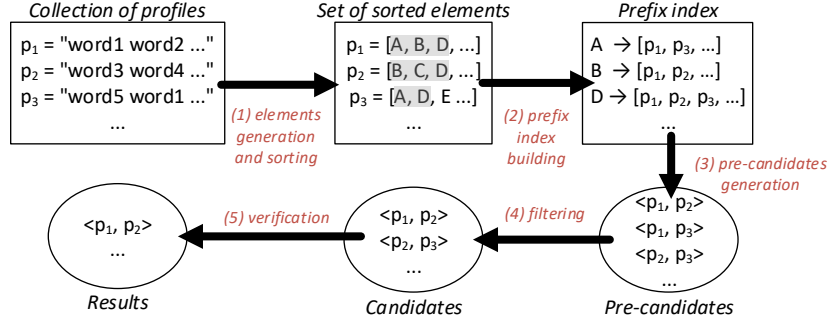 Collection of profiles
p1 = "word1 word2 ..."
p2 = "word3 word4 ..."
p3 = "word5 word1 ..."
...
(1) elements
generation
and sorting
Set of sorted elements
p1 = [A, B, D, ...]
p2 = [B, C, D, ...]
p3 = [A, D, E ...]
...
(2) prefix
index
building
Prefix index
A → [p1, p3, ...]
B → [p1, p2, ...]
D → [p1, p2, p3, ...]
...
(3) pre-candidates
generation
<p1, p2>
<p1, p3>
<p2, p3>
...
Pre-candidates
(4) filtering
<p1, p2>
<p2, p3>
...
Candidates
(5) verification
<p1, p2>
...
Results